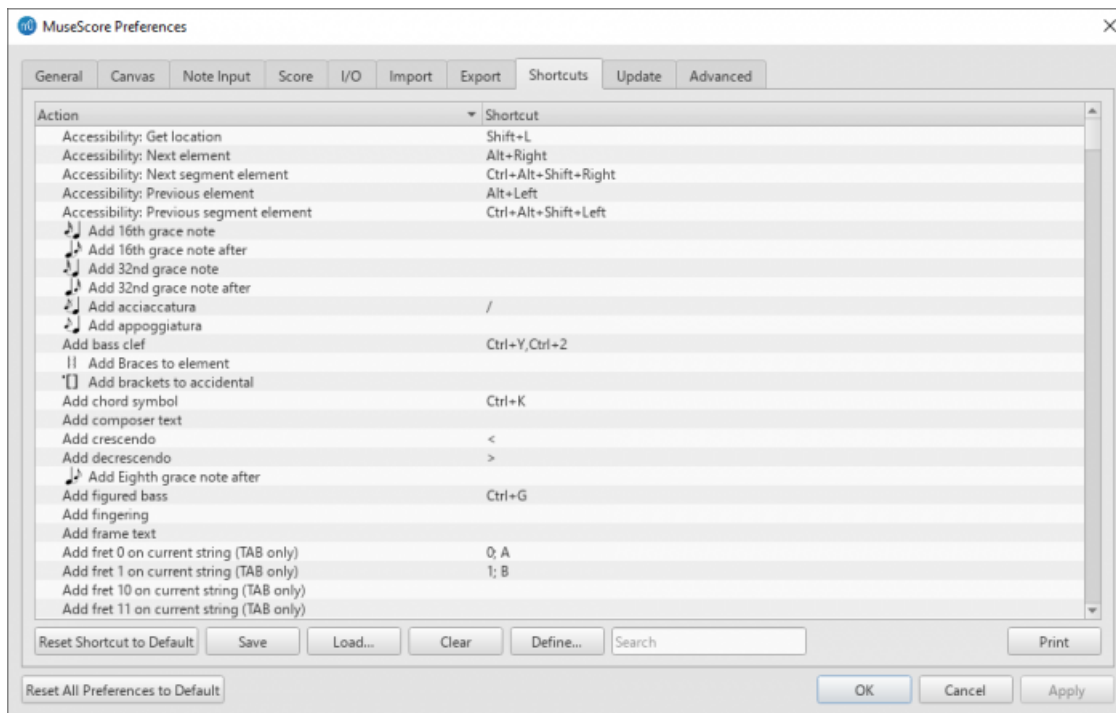 MuseScore Preferences
General Canvas Note Input Score I/O Import Export Shortcuts Update Advanced
Action Shortcut
Accessibility: Get location Shift+L
Accessibility: Next element Alt+Right
Accessibility: Next segment element Ctrl+Alt+Shift+Right
Accessibility: Previous element Alt+Left
Accessibility: Previous segment element Ctrl+Alt+Shift+Left
Add 16th grace note
Add 16th grace note after
Add 32nd grace note
Add 32nd grace note after
Add acciaccatura /
Add appoggiatura
Add bass clef Ctrl+Y,Ctrl+2
Add Braces to element
Add brackets to accidental
Add chord symbol Ctrl+K
Add composer text
Add crescendo <
Add decrescendo >
Add Eighth grace note after
Add figured bass Ctrl+G
Add fingering
Add frame text
Add fret 0 on current string (TAB only) 0; A
Add fret 1 on current string (TAB only) 1; B
Add fret 10 on current string (TAB only)
Add fret 11 on current string (TAB only)
Reset Shortcut to Default Save Load... Clear Define... Search Print
Reset All Preferences to Default OK Cancel Apply